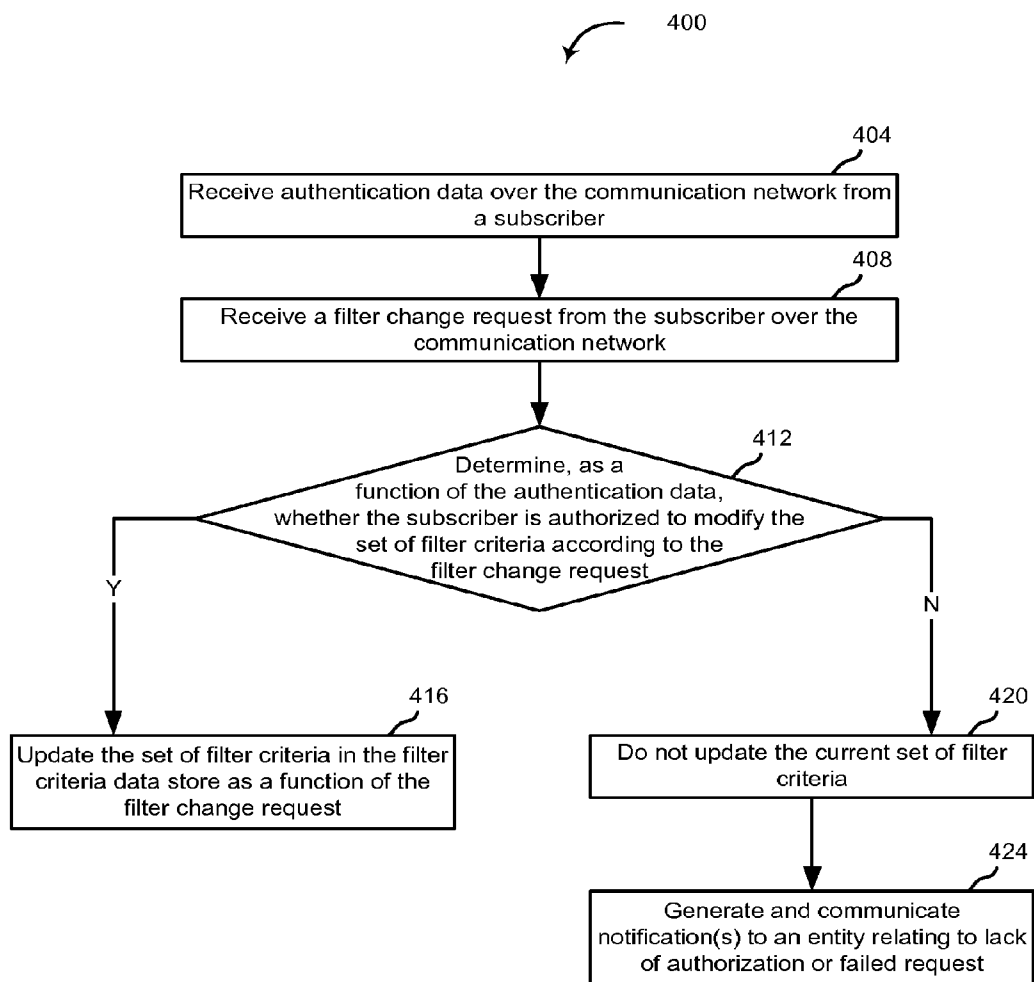 400
404
Receive authentication data over the communication network from
a subscriber
408
Receive a filter change request from the subscriber over the
communication network
412
Determine, as a
function of the authentication data,
whether the subscriber is authorized to modify the
set of filter criteria according to the
filter change request
Y
N
416
Update the set of filter criteria in the filter
criteria data store as a function of the
filter change request
420
Do not update the current set of filter
criteria
424
Generate and communicate
notification(s) to an entity relating to lack
of authorization or failed request